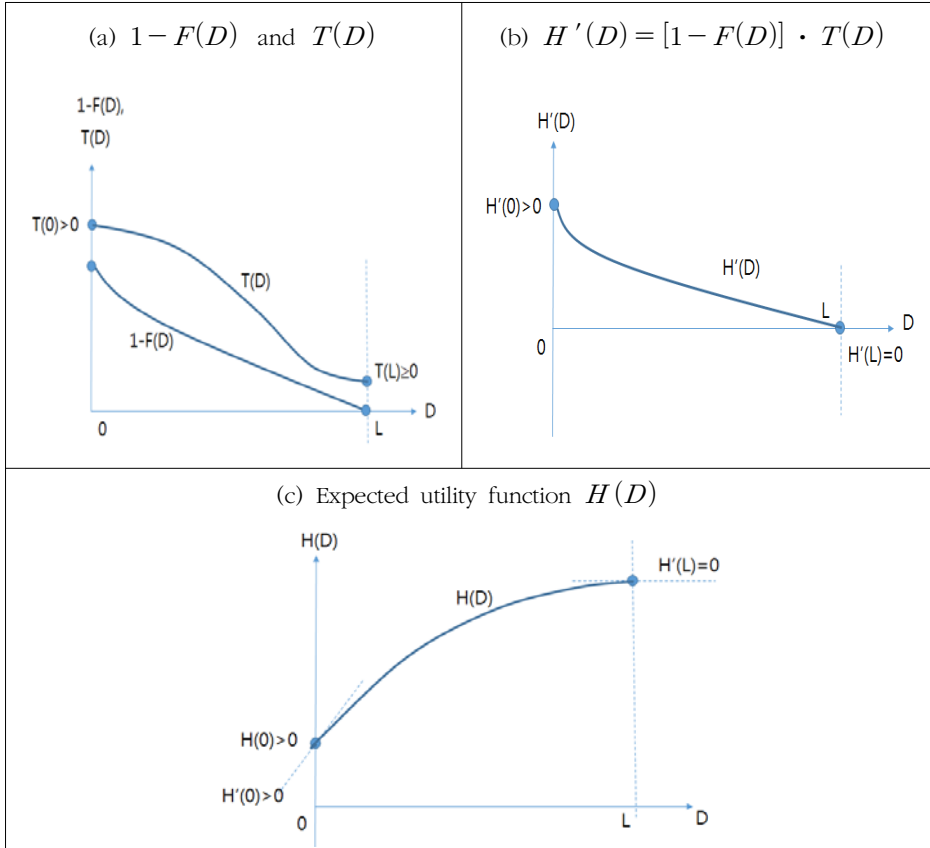 (a) 1−F(D) and T(D)
1-F(D),
T(D)
T(0)>0
T(D)
1-F(D)
T(L)≥0
0
L
D
(b) H′(D)=[1−F(D)]・T(D)
H′(D)
H′(0)>0
H′(D)
L
D
0
H′(L)=0
(c) Expected utility function H(D)
H(D)
H′(L)=0
H(D)
H(0)>0
H′(0)>0
0
L
D